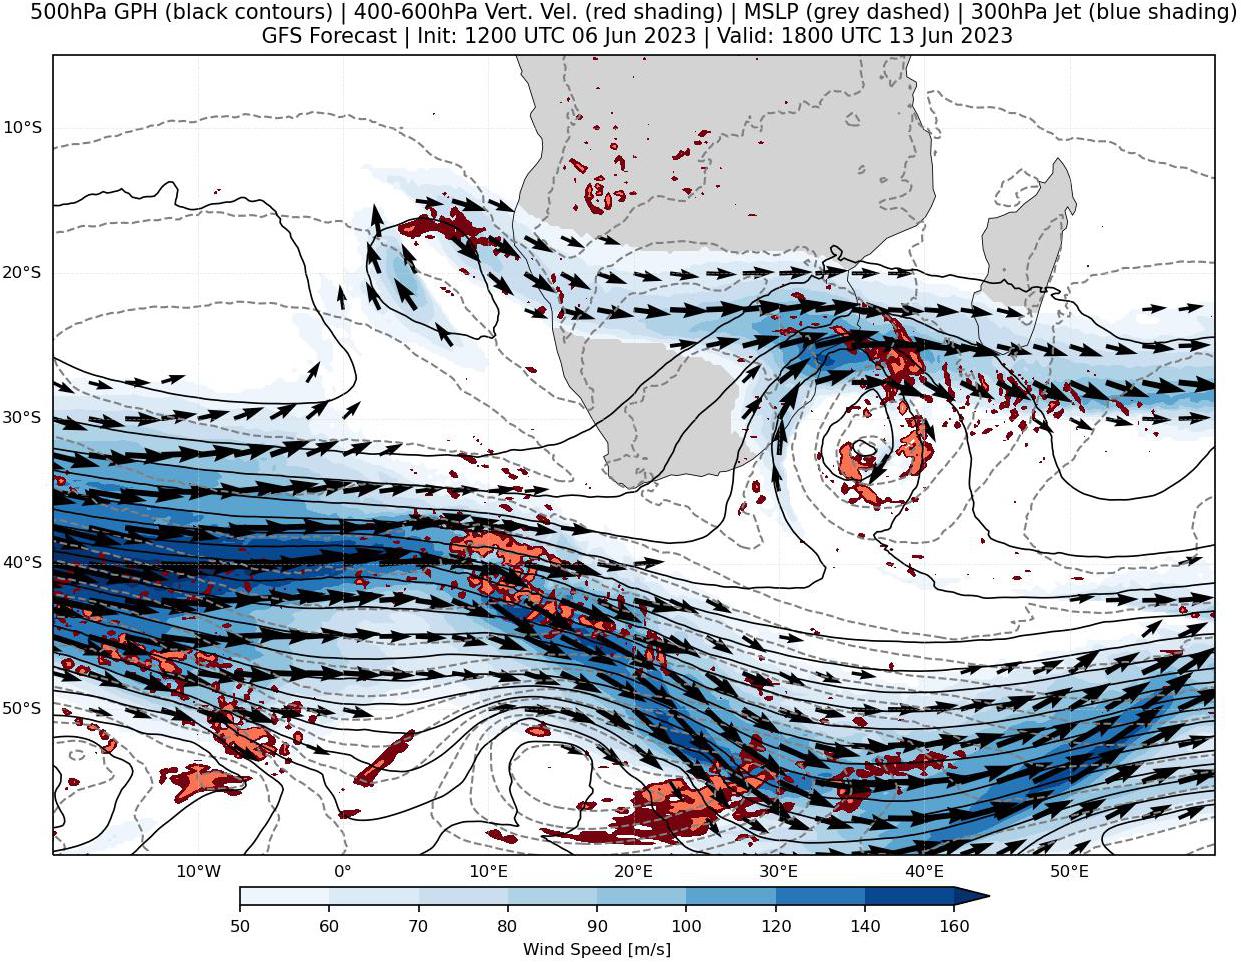 500hPa GPH (black contours) | 400-600hPa Vert. Vel. (red shading) | MSLP (grey dashed) | 300hPa Jet (blue shading)
GFS Forecast | Init: 1200 UTC 06 Jun 2023 | Valid: 1800 UTC 13 Jun 2023
10°S
20°S
30°S
40°S
50°S
10°W 0° 10°E 20°E 30°E 40°E 50°E
50 60 70 80 90 100 120 140 160
Wind Speed [m/s]